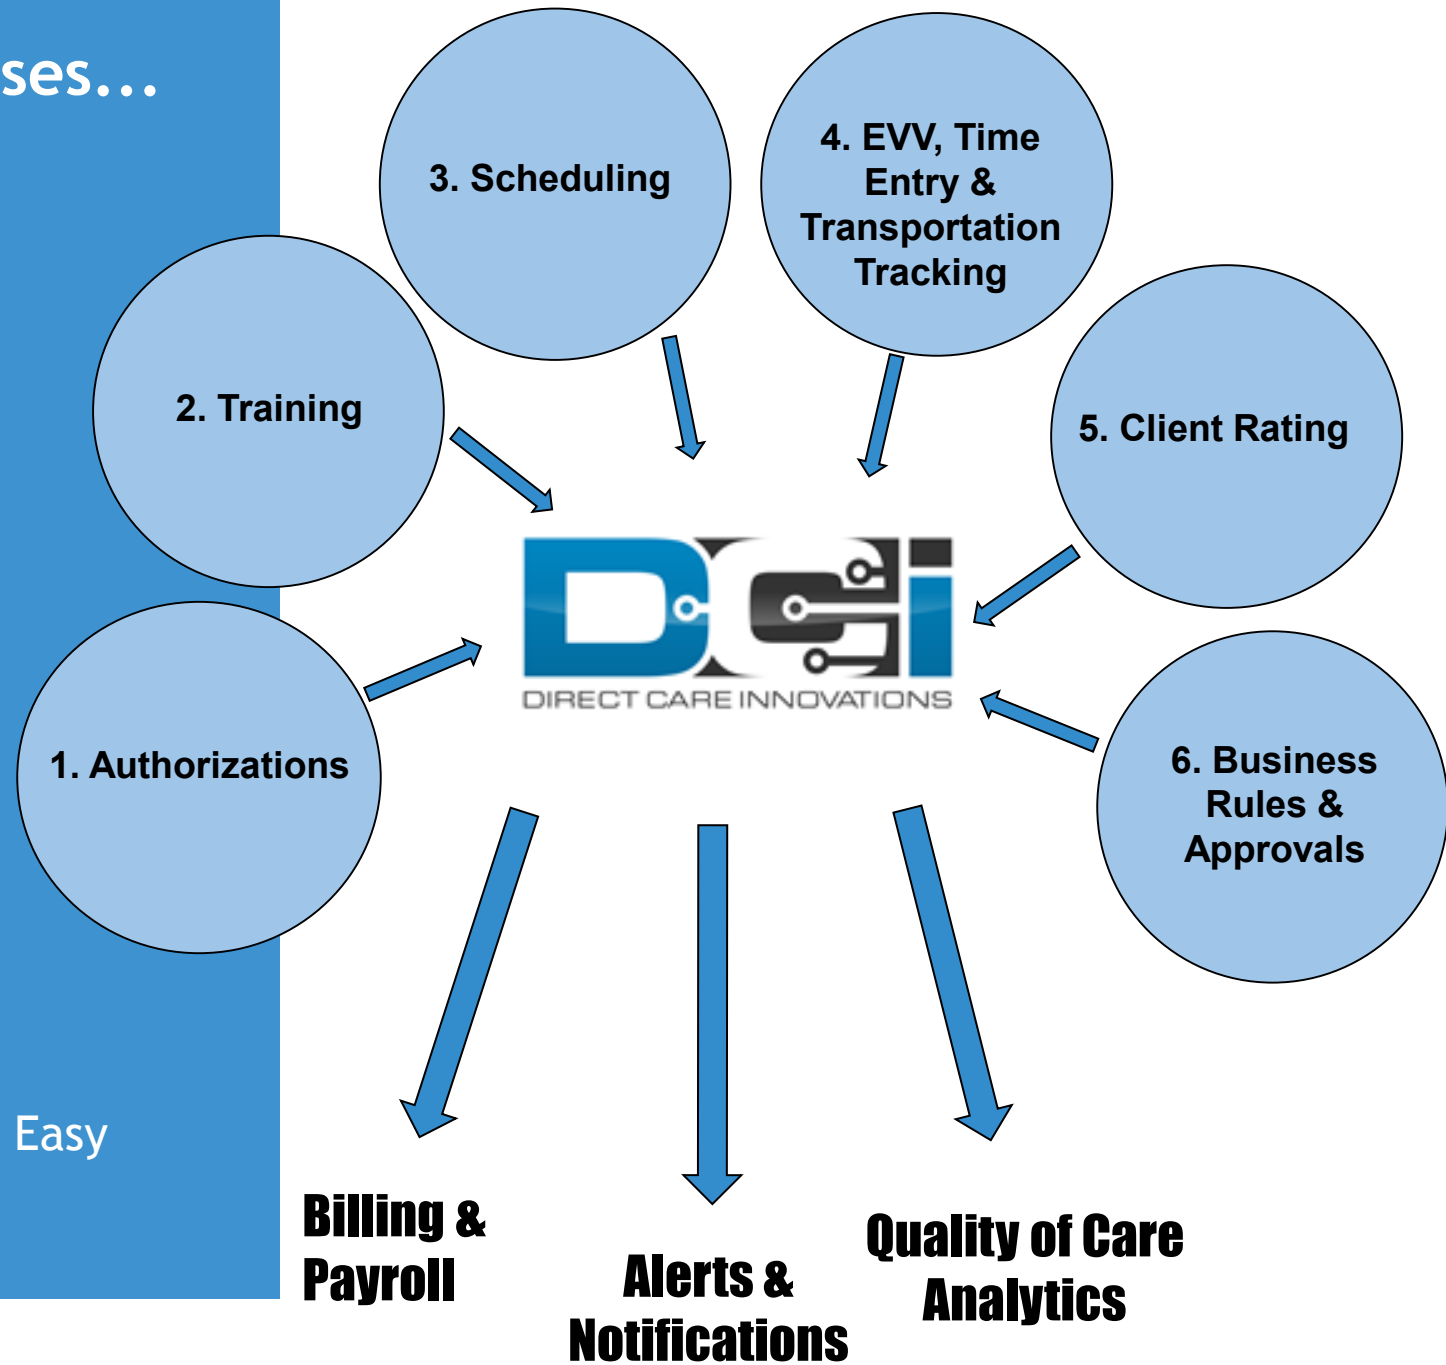 ses...
3. Scheduling
4. EVV, Time
Entry &
Transportation
Tracking
2. Training
5. Client Rating
DCi
DIRECT CARE INNOVATIONS
1. Authorizations
6. Business
Rules &
Approvals
Easy
Billing &
Payroll
Alerts &
Notifications
Quality of Care
Analytics